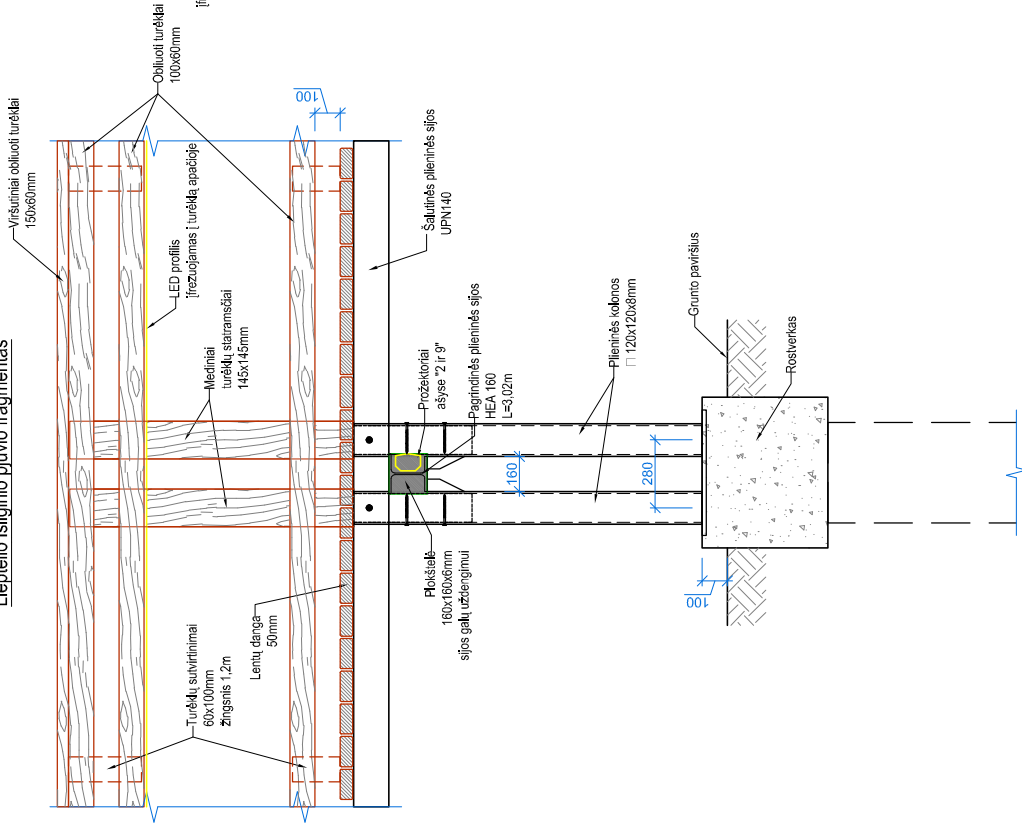 Lieptelio išilginio pjūvio fragmentas
Viršutiniai obliuoti turėklai
150x60mm
Obliuoti turėklai
100x60mm
100
LED profilis
įfrezuojamas į turėklą apačioje
Mediniai
turėklų statramsčiai
145x145mm
Šalutinės plieninės sijos
UPN140
Turėklų sutvirtinimai
60x100mm
žingsnis 1,2m
Lentų danga
50mm
Prožektoriai
ašyse "2 ir 9"
Pagrindinės plieninės sijos
HEA 160
L=3,02m
Plokštelė
160x160x6mm
sijos galų uždengimui
160
280
Plieninės kolonos
□ 120x120x8mm
Grunto paviršius
Rostverkas
100